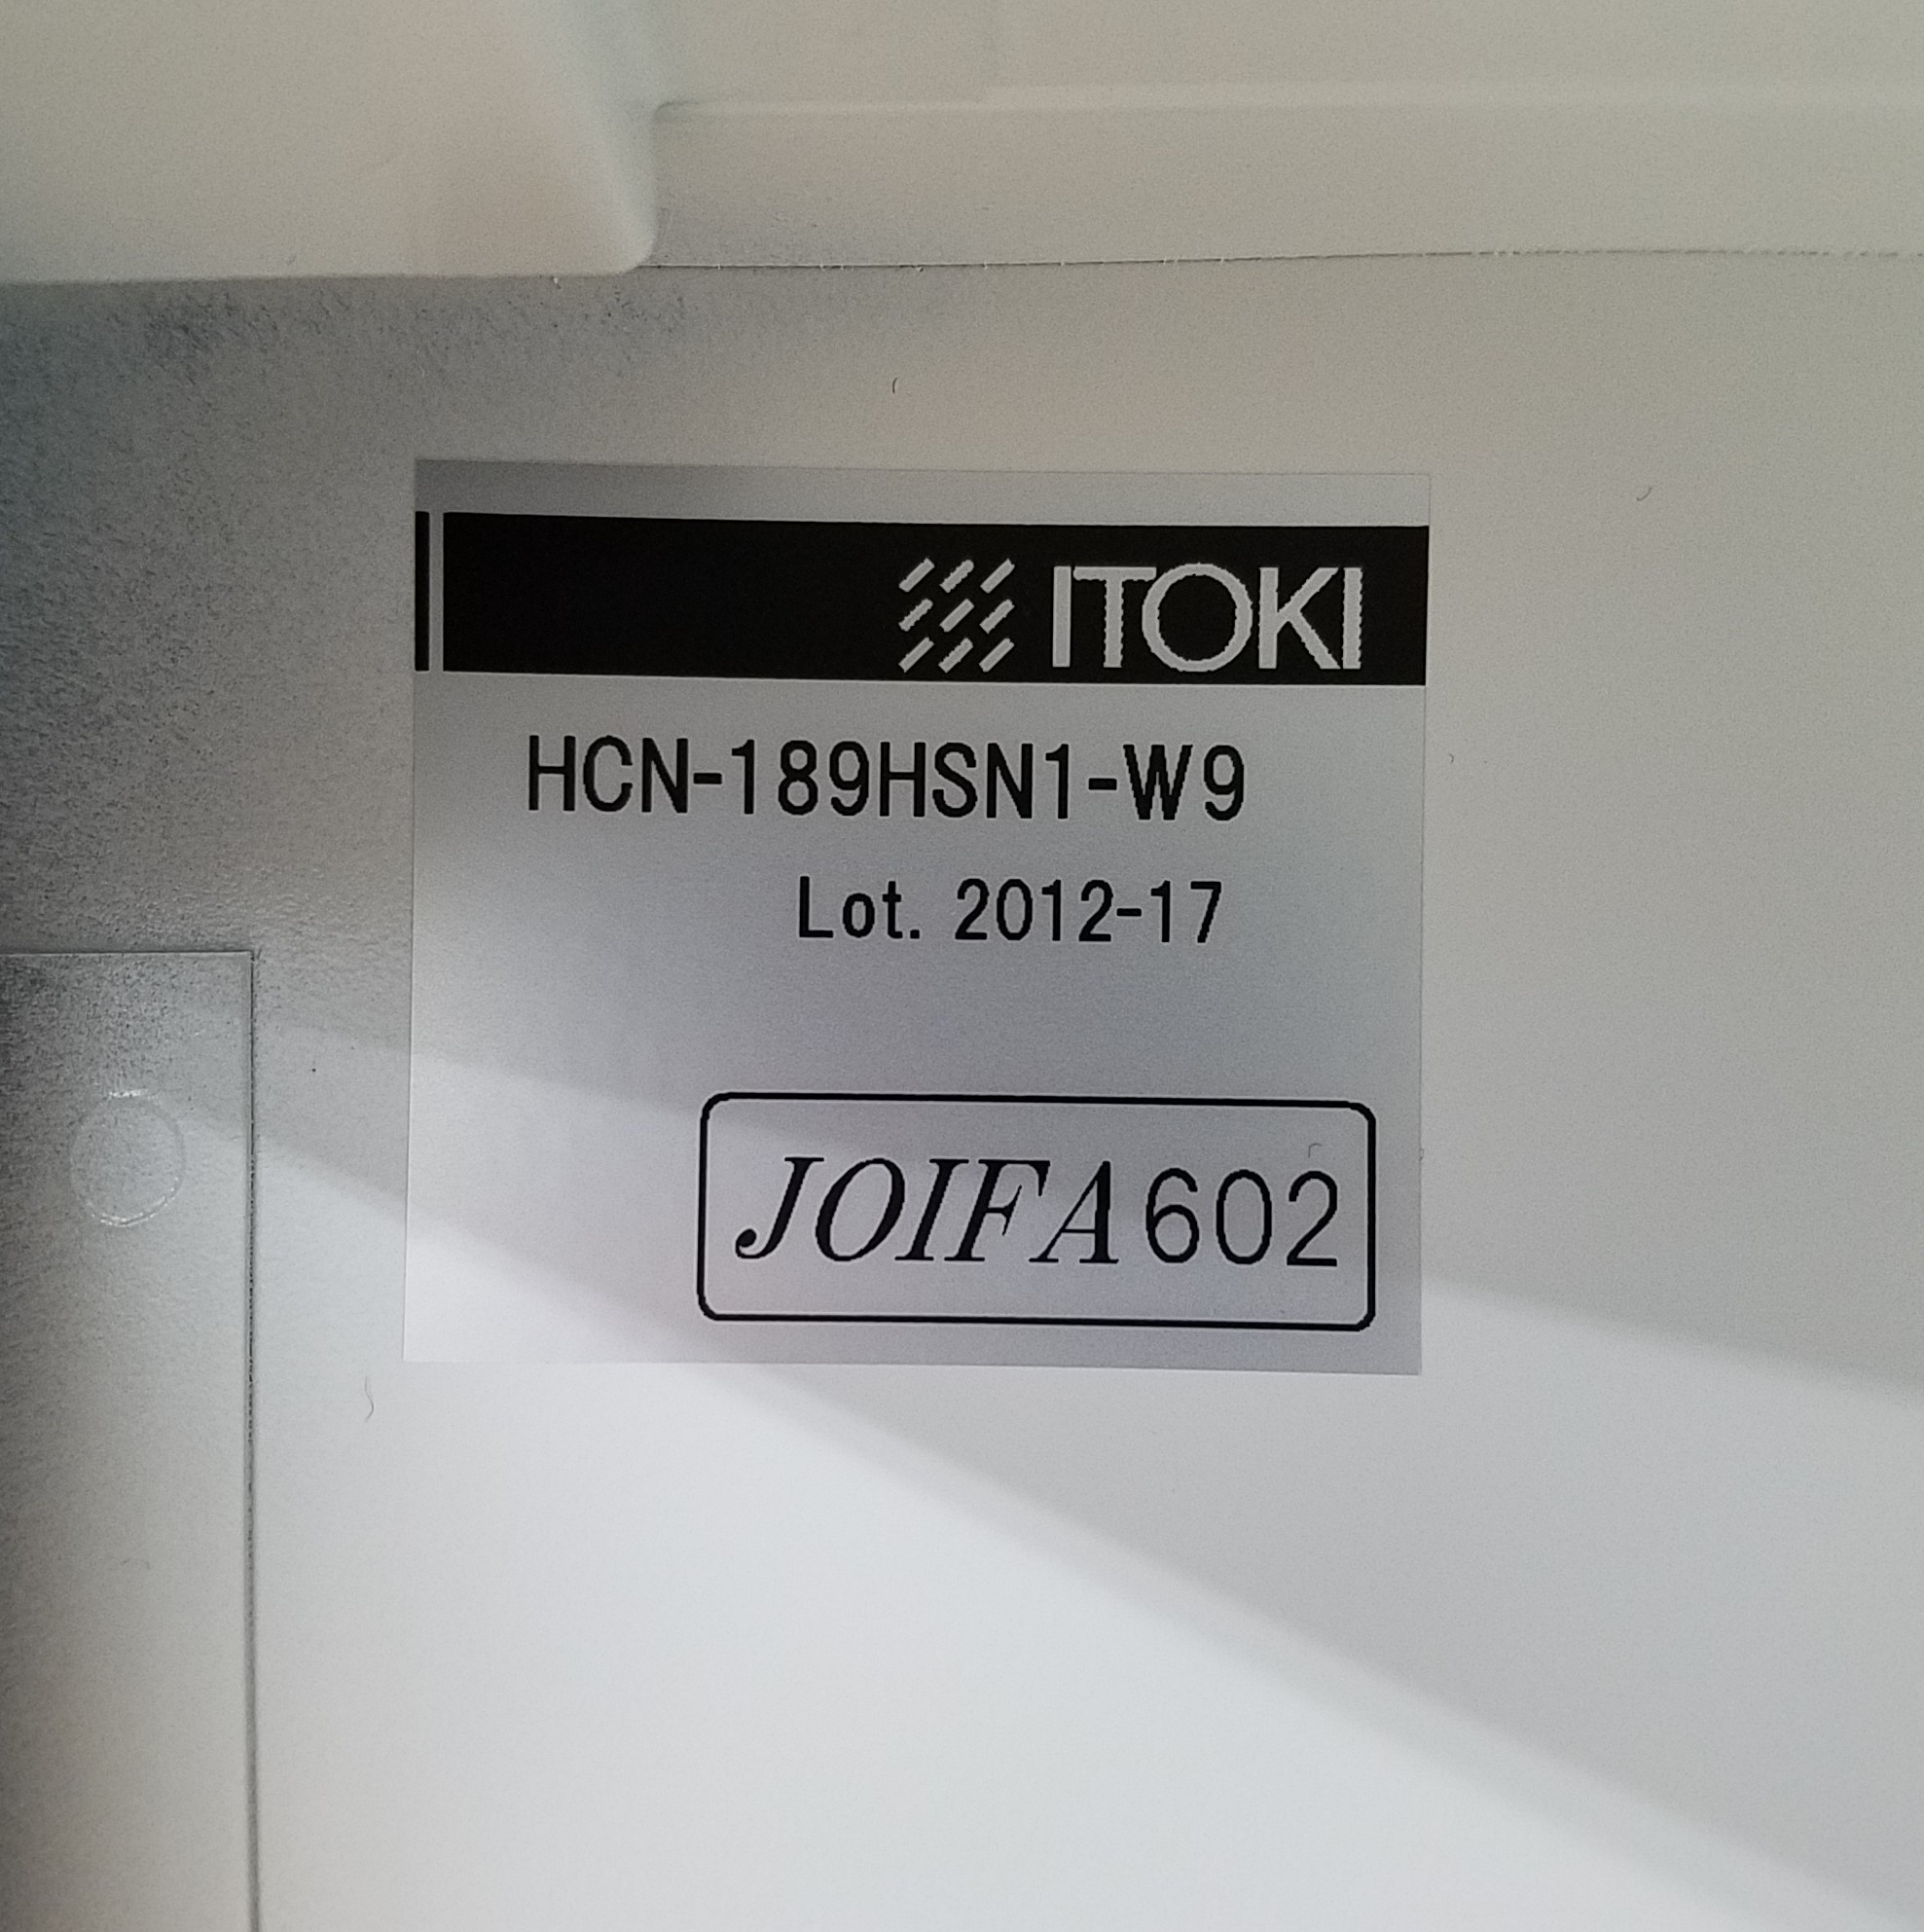 ITOKI
HCN-189HSN1-W9
Lot. 2012-17
JOIFA602